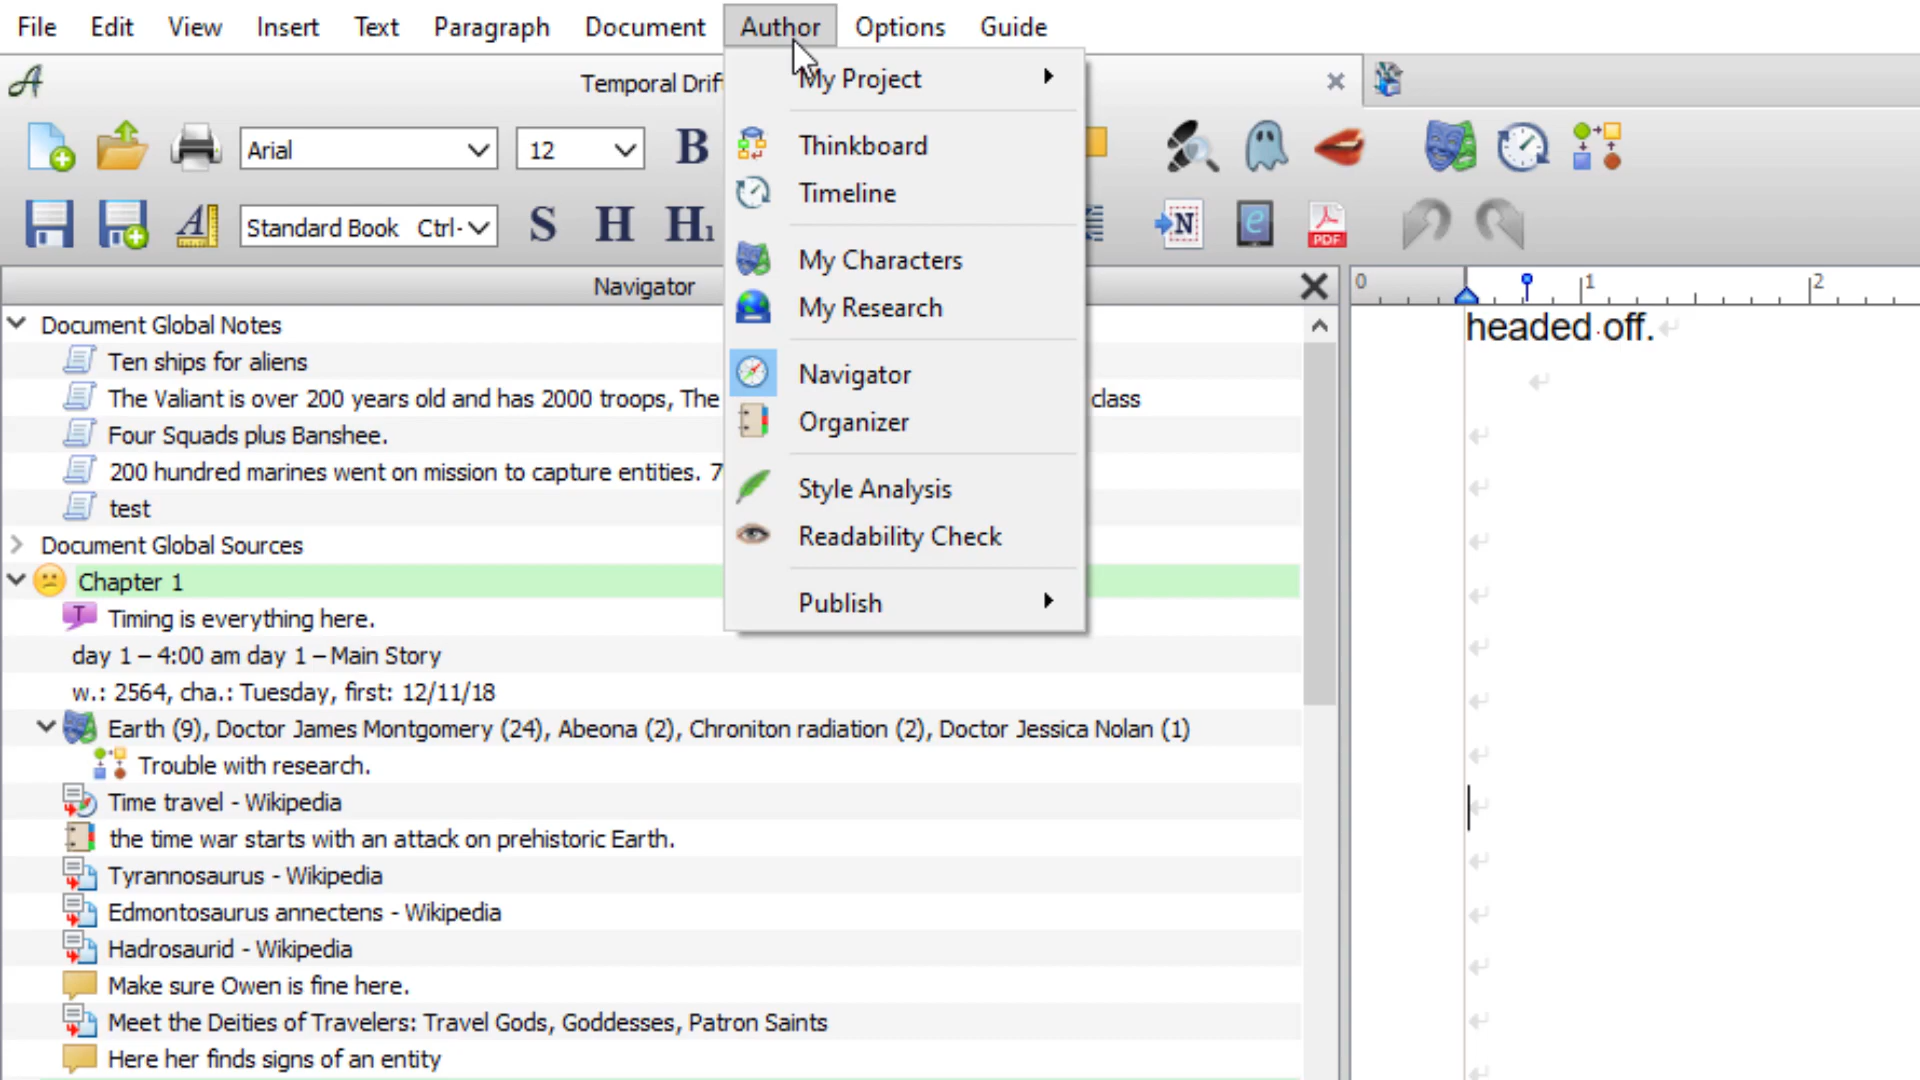 File Edit View Insert Text Paragraph Document Author Options Guide
Temporal Drif
Arial 12 B
Standard Book Ctrl- S H H1 N e PDF
My Project
Thinkboard
Timeline
My Characters
My Research
Navigator
Organizer
Style Analysis
Readability Check
Publish
Navigator
0 1 2
Document Global Notes
Ten ships for aliens
The Valiant is over 200 years old and has 2000 troops, The class
Four Squads plus Banshee.
200 hundred marines went on mission to capture entities. 7
test
Document Global Sources
Chapter 1
T Timing is everything here.
day 1 – 4:00 am day 1 – Main Story
w.: 2564, cha.: Tuesday, first: 12/11/18
Earth (9), Doctor James Montgomery (24), Abeona (2), Chroniton radiation (2), Doctor Jessica Nolan (1)
Trouble with research.
Time travel - Wikipedia
the time war starts with an attack on prehistoric Earth.
Tyrannosaurus - Wikipedia
Edmontosaurus annectens - Wikipedia
Hadrosaurid - Wikipedia
Make sure Owen is fine here.
Meet the Deities of Travelers: Travel Gods, Goddesses, Patron Saints
Here her finds signs of an entity
headed off.